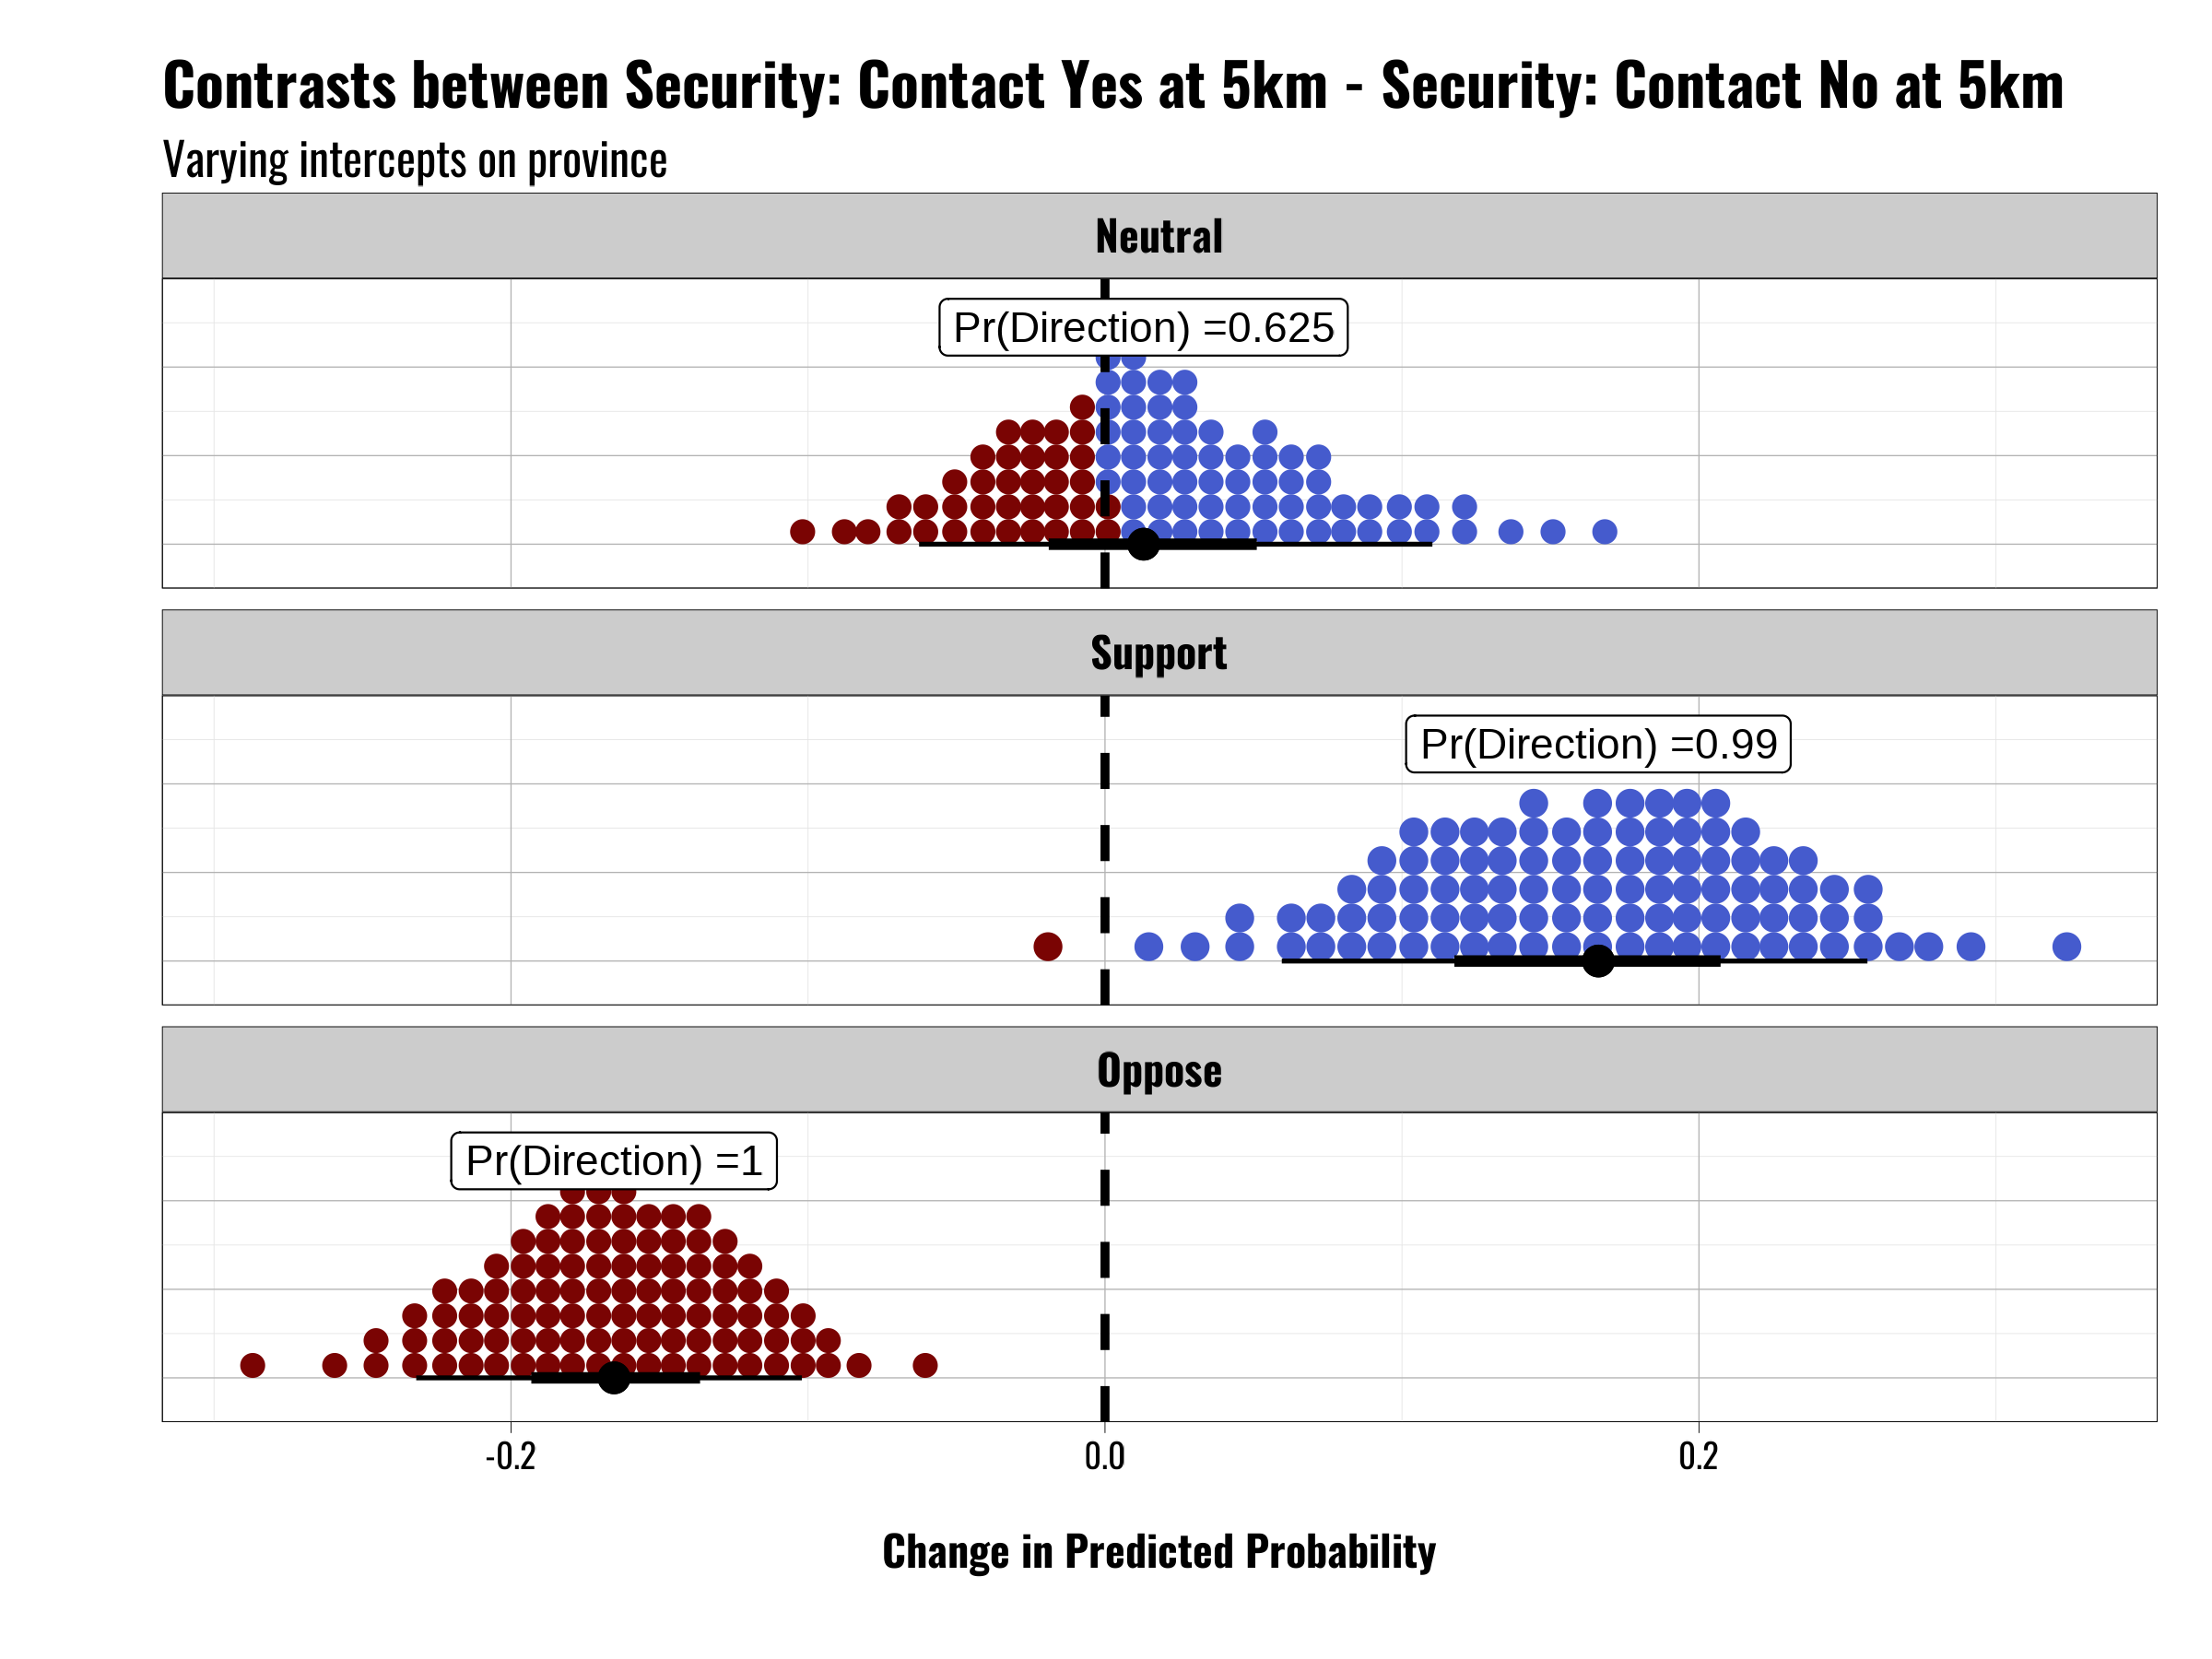 Contrasts between Security: Contact Yes at 5km - Security: Contact No at 5km
Varying intercepts on province
Neutral
Pr(Direction) =0.625
Support
Pr(Direction) =0.99
Oppose
Pr(Direction) =1
-0.2 0.0 0.2
Change in Predicted Probability